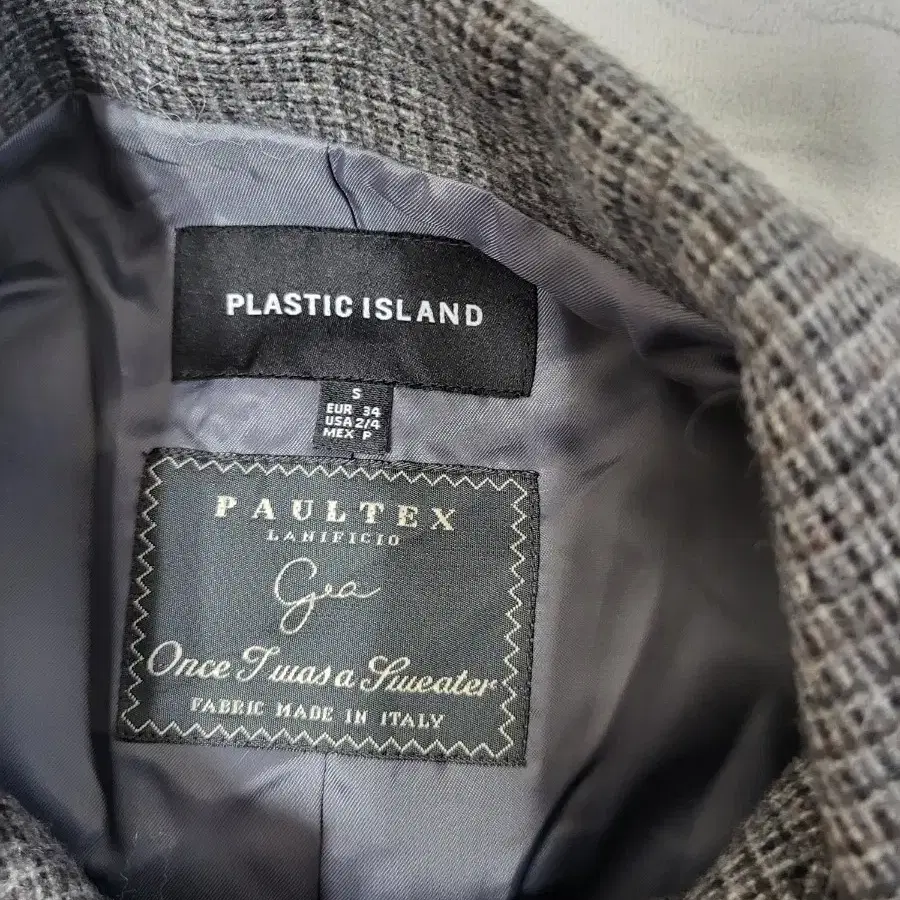 PLASTIC ISLAND
S
EUR 34
USA 2/4
MEX P
PAULTEX
LANIFICIO
Gea
Once I was a Sweater
FABRIC MADE IN ITALY